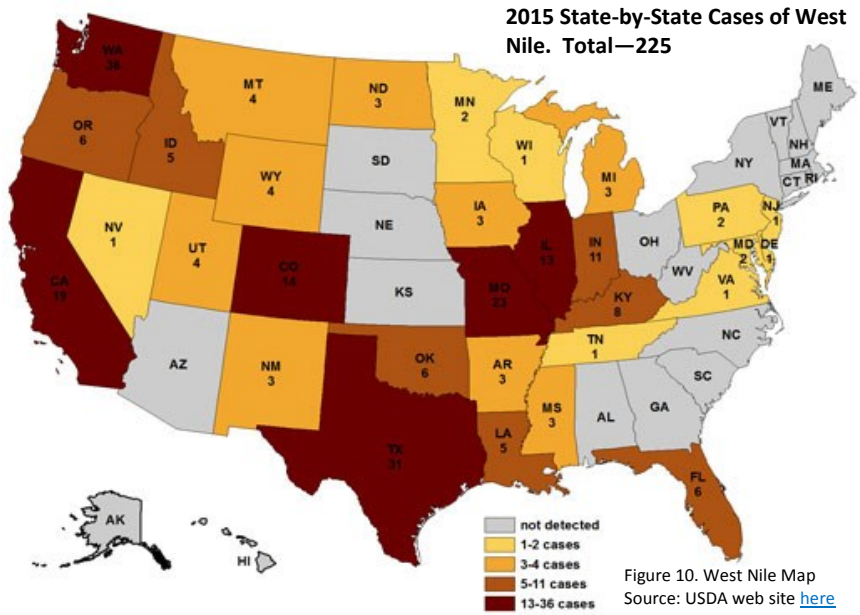 2015 State-by-State Cases of West
Nile. Total—225
WA
36
MT
4
ND
3
MN
2
ME
VT
NH
OR
6
ID
5
SD
WI
1
MI
3
NY
MA
CT RI
WY
4
IA
3
PA
2
NJ
1
NE
NV
1
UT
4
CO
14
IL
13
IN
11
OH
MD
2
DE
1
WV
VA
1
CA
19
KS
MO
23
KY
8
AZ
NM
3
OK
6
AR
3
TN
1
NC
SC
MS
3
AL
GA
TX
31
LA
5
FL
6
AK
HI
not detected
1-2 cases
3-4 cases
5-11 cases
13-36 cases
Figure 10. West Nile Map
Source: USDA web site here